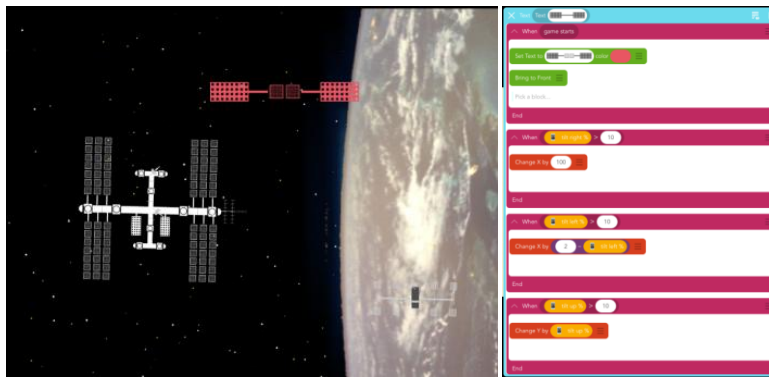 Text Text
When game starts
Set Text to color
Bring to Front
Pick a block...
End
When tilt right % > 10
Change X by 100
End
When tilt left % > 10
Change X by 2 - tilt left %
End
When tilt up % > 10
Change Y by tilt up %
End